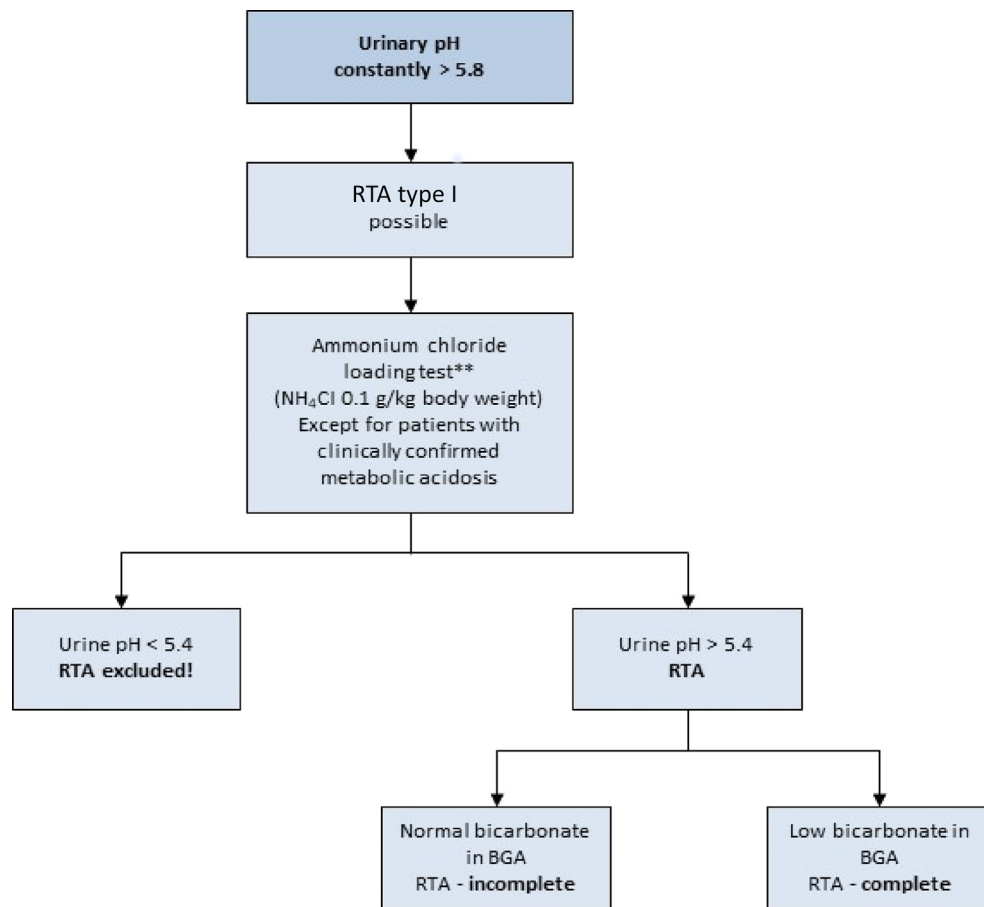 Urinary pH
constantly > 5.8
RTA type I
possible
Ammonium chloride
loading test**
(NH₄Cl 0.1 g/kg body weight)
Except for patients with
clinically confirmed
metabolic acidosis
Urine pH < 5.4
RTA excluded!
Urine pH > 5.4
RTA
Normal bicarbonate
in BGA
RTA - incomplete
Low bicarbonate in
BGA
RTA - complete